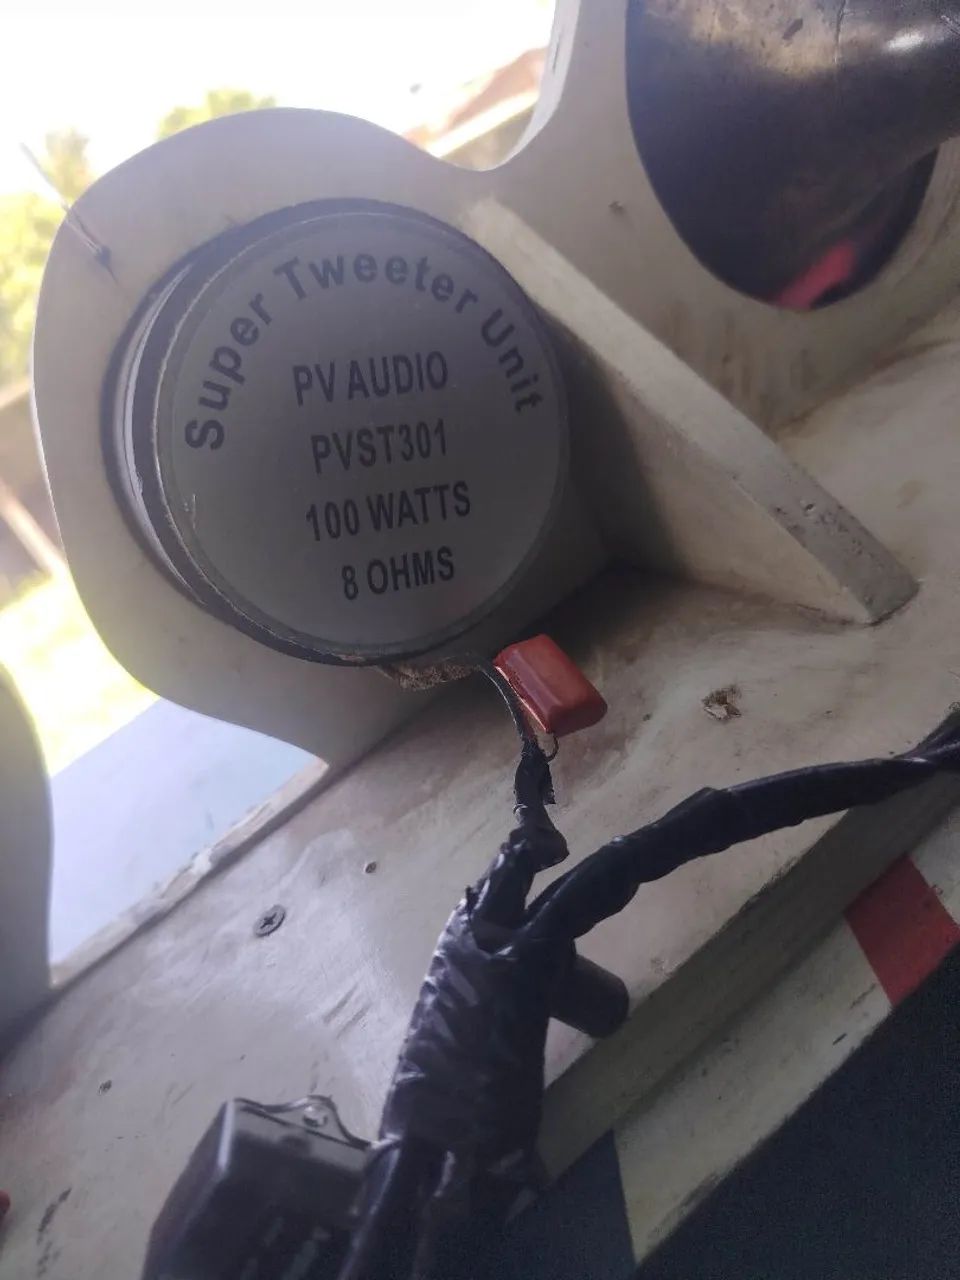 Super Tweeter Unit
PV AUDIO
PVST301
100 WATTS
8 OHMS